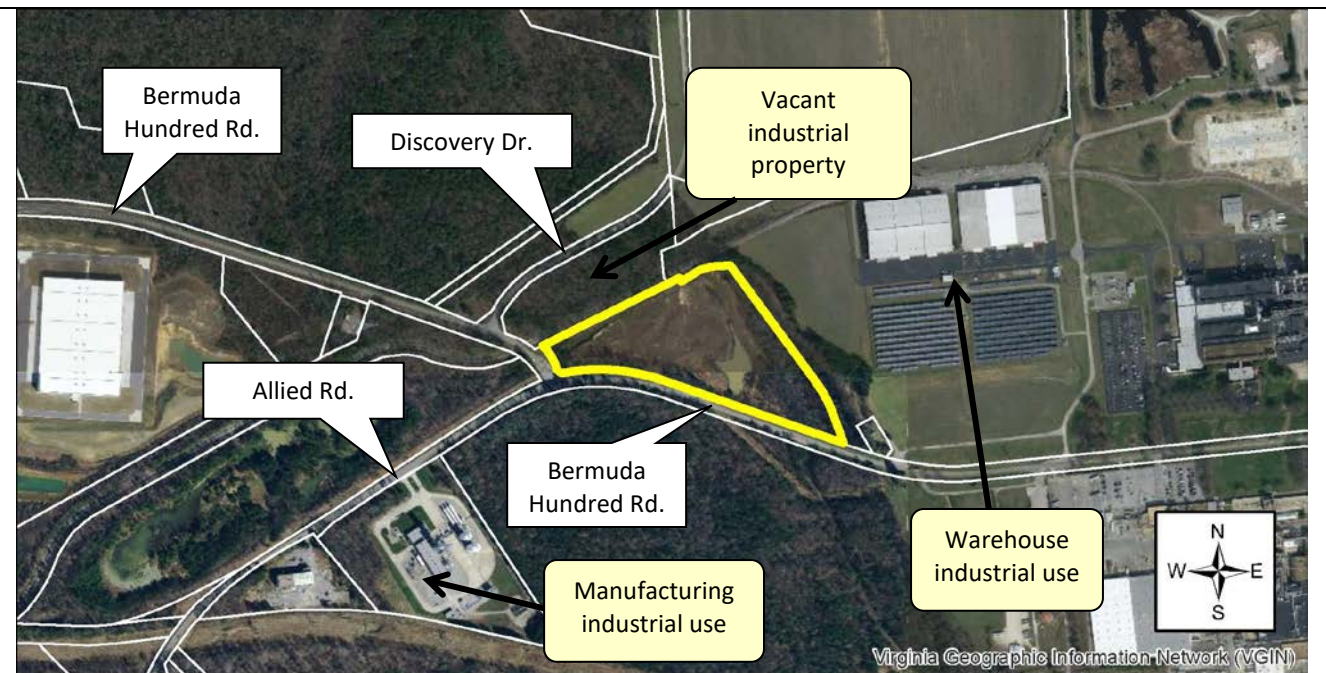 Bermuda
Hundred Rd.
Discovery Dr.
Vacant
industrial
property
Allied Rd.
Bermuda
Hundred Rd.
Manufacturing
industrial use
Warehouse
industrial use
N
W
E
S
Virginia Geographic Information Network (VGIN)